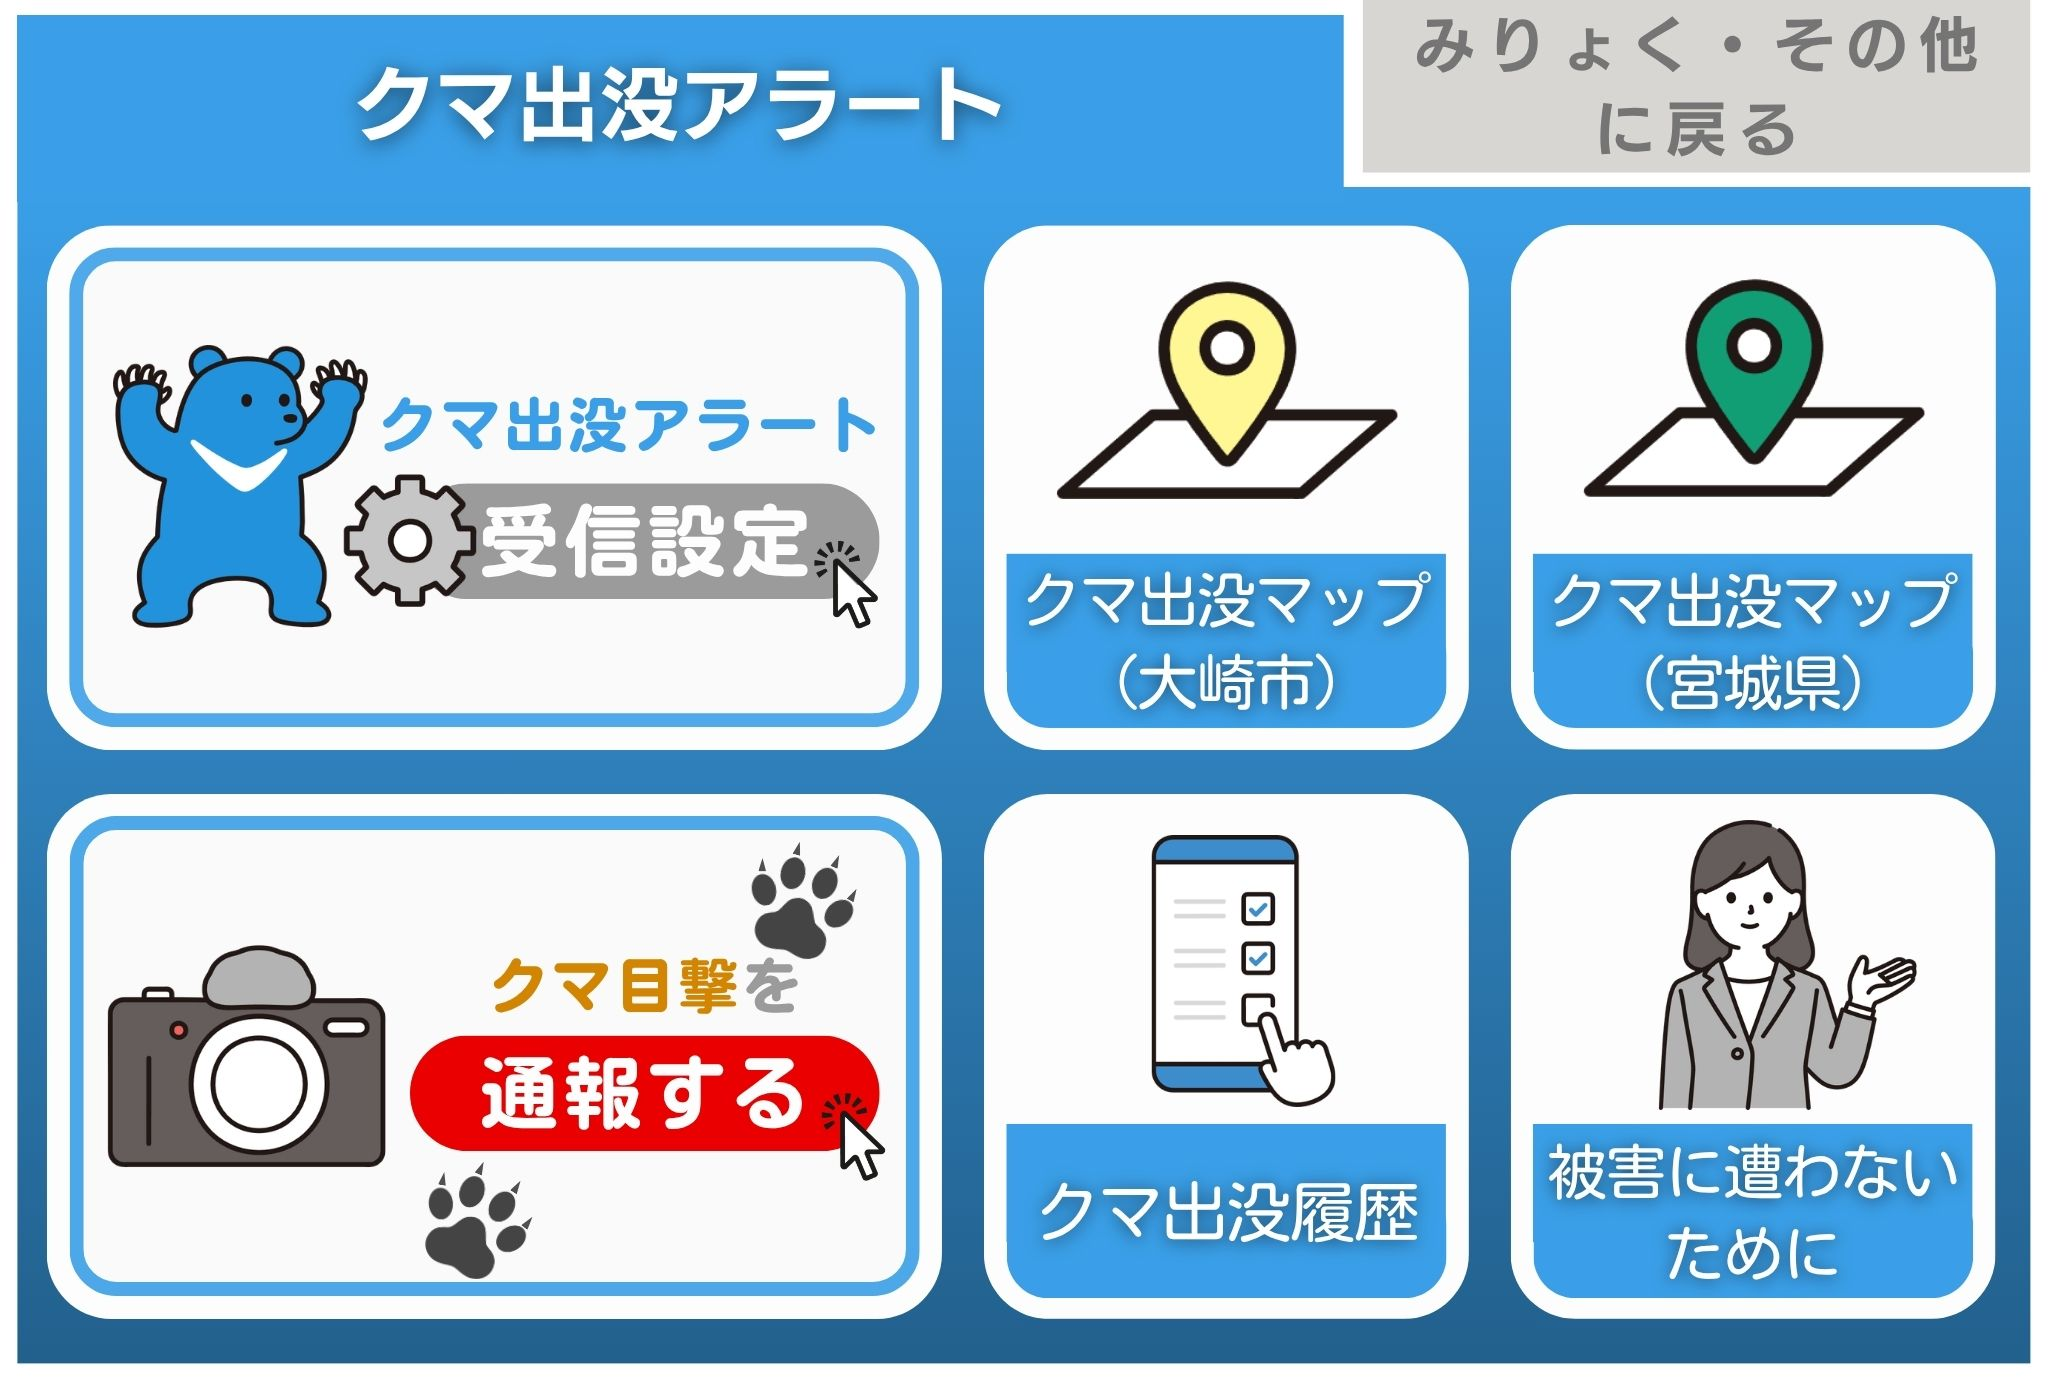 クマ出没アラート
みりょく・その他
に戻る
クマ出没アラート
受信設定
クマ出没マップ
（大崎市）
クマ出没マップ
（宮城県）
クマ目撃を
通報する
クマ出没履歴
被害に遭わない
ために